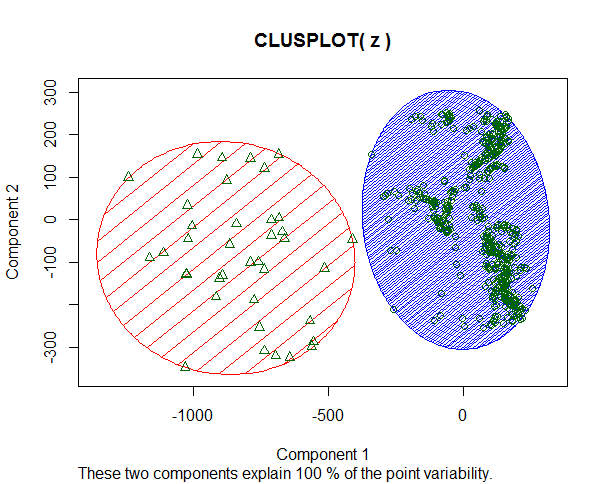 CLUSPLOT( z )
300
200
100
0
-100
-300
Component 2
-1000 -500 0
Component 1
These two components explain 100 % of the point variability.